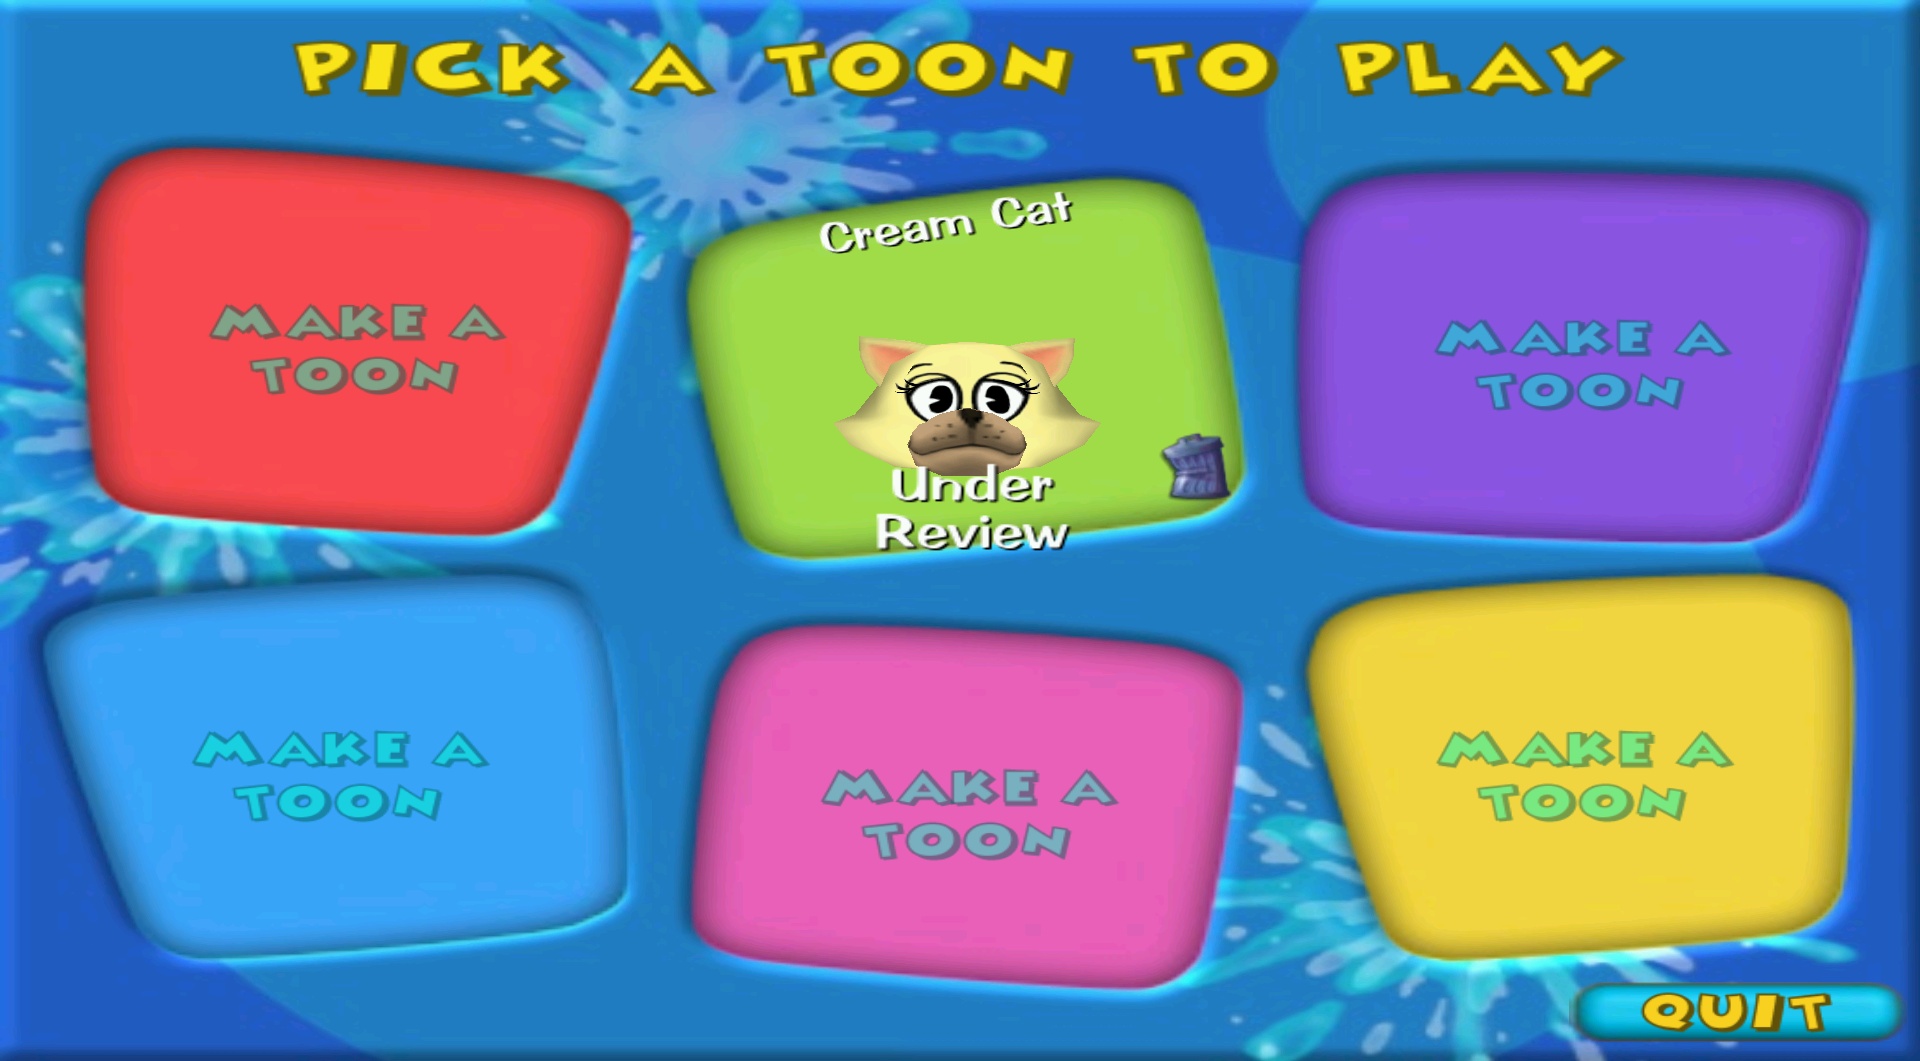 PICK A TOON TO PLAY
MAKE A
TOON
Cream Cat
Under
Review
MAKE A
TOON
MAKE A
TOON
MAKE A
TOON
MAKE A
TOON
QUIT